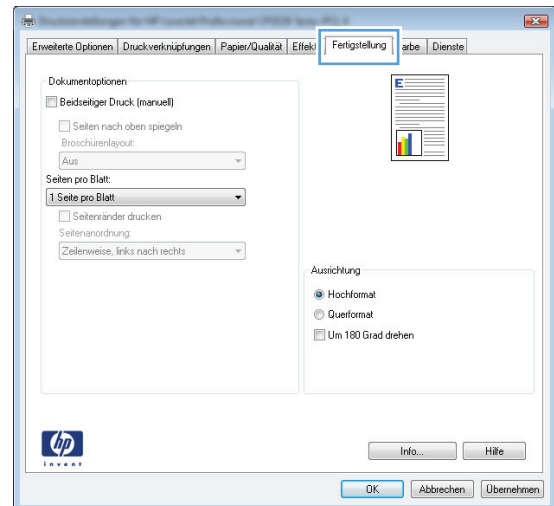 Erweiterte Optionen Druckverknüpfungen Papier/Qualität Effek Fertigstellung arbe Dienste
Dokumentoptionen
Beidseitiger Druck (manuell)
Seiten nach oben spiegeln
Broschürenlayout:
Aus
Seiten pro Blatt:
1 Seite pro Blatt
Seitenränder drucken
Seitenanordnung:
Zeilenweise, links nach rechts
E
Ausrichtung
Hochformat
Querformat
Um 180 Grad drehen
hp
invent
Info... Hilfe
OK Abbrechen Übernehmen